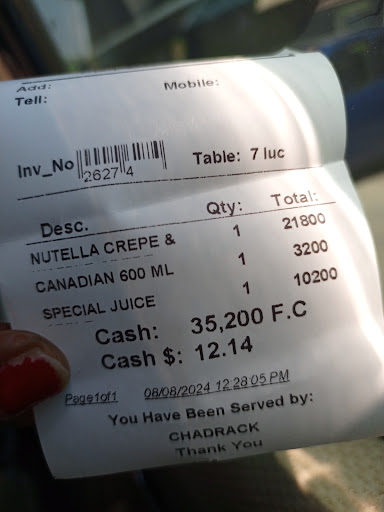 Add:
Mobile:
Tell:
Inv_No 26274 Table: 7 luc
Desc. Qty: Total:
NUTELLA CREPE & 1 21800
CANADIAN 600 ML 1 3200
SPECIAL JUICE 1 10200
Cash: 35,200 F.C
Cash $: 12.14
Page1of1 08/08/2024 12 28 05 PM
You Have Been Served by:
CHADRACK
Thank You